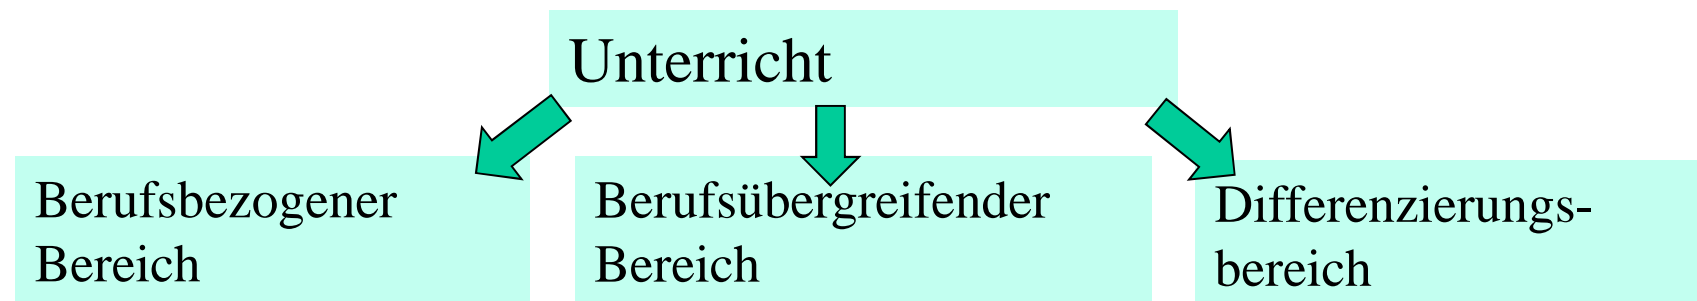 Unterricht
Berufsbezogener
Bereich
Berufsübergreifender
Bereich
Differenzierungs-
bereich